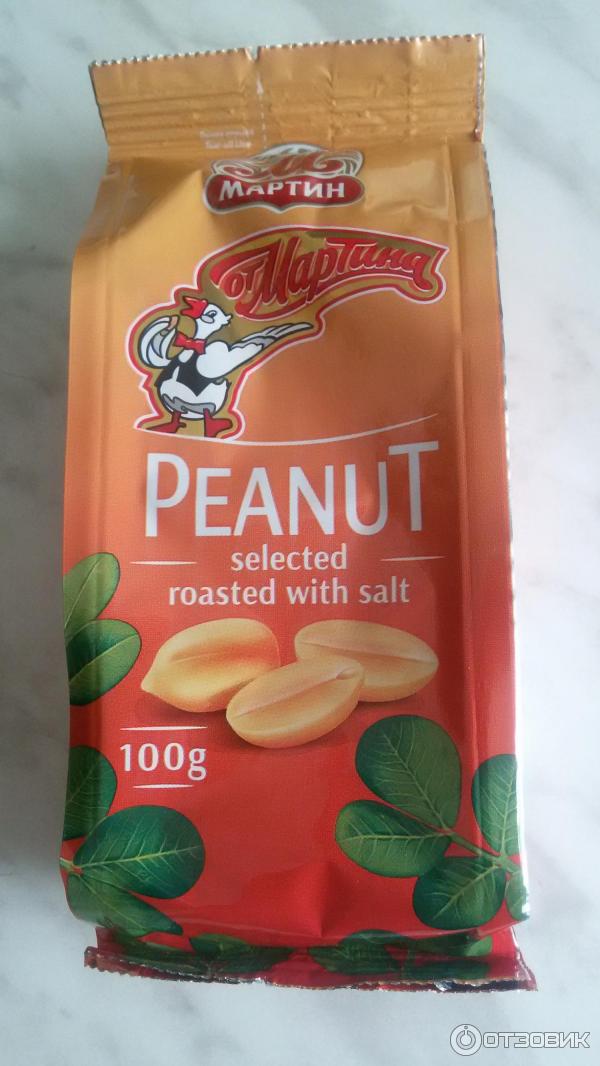 МАРТИН
от Мартина
PEANUT
selected
roasted with salt
100g
ОТЗОВИК